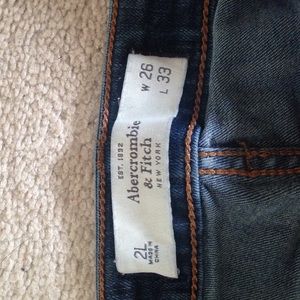 W 26
L 33
EST. 1892
Abercrombie
& Fitch
NEW YORK
2L
MADE IN
CHINA